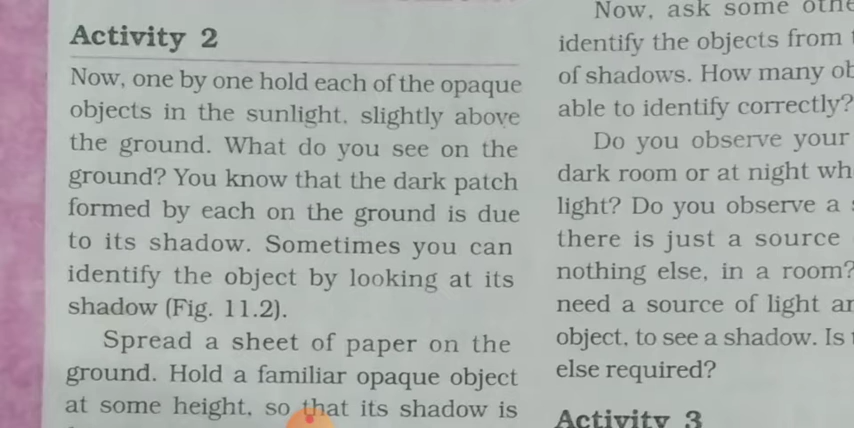 Activity 2
Now, one by one hold each of the opaque
objects in the sunlight, slightly above
the ground. What do you see on the
ground? You know that the dark patch
formed by each on the ground is due
to its shadow. Sometimes you can
identify the object by looking at its
shadow (Fig. 11.2).
Spread a sheet of paper on the
ground. Hold a familiar opaque object
at some height, so that its shadow is
Now, ask some
identify the objects from
of shadows. How many
able to identify correctly?
Do you observe your
dark room or at night
light? Do you observe a
there is just a source
nothing else, in a room?
need a source of light
object, to see a shadow. Is
else required?
Activity 3